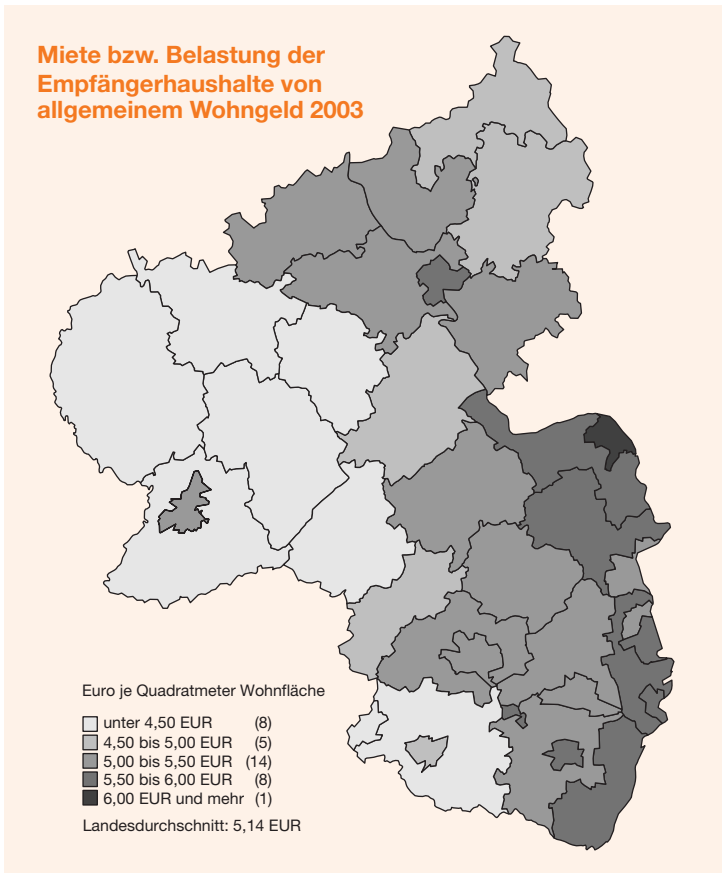 Miete bzw. Belastung der
Empfängerhaushalte von
allgemeinem Wohngeld 2003
Euro je Quadratmeter Wohnfläche
unter 4,50 EUR (8)
4,50 bis 5,00 EUR (5)
5,00 bis 5,50 EUR (14)
5,50 bis 6,00 EUR (8)
6,00 EUR und mehr (1)
Landesdurchschnitt: 5,14 EUR